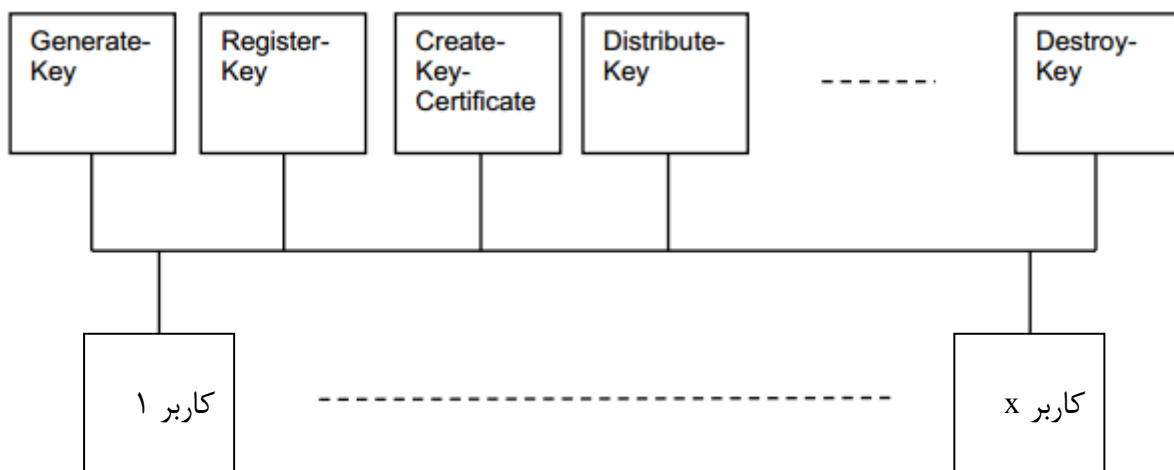 Generate-
Key
Register-
Key
Create-
Key-
Certificate
Distribute-
Key
Destroy-
Key
کاربر ۱
کاربر x